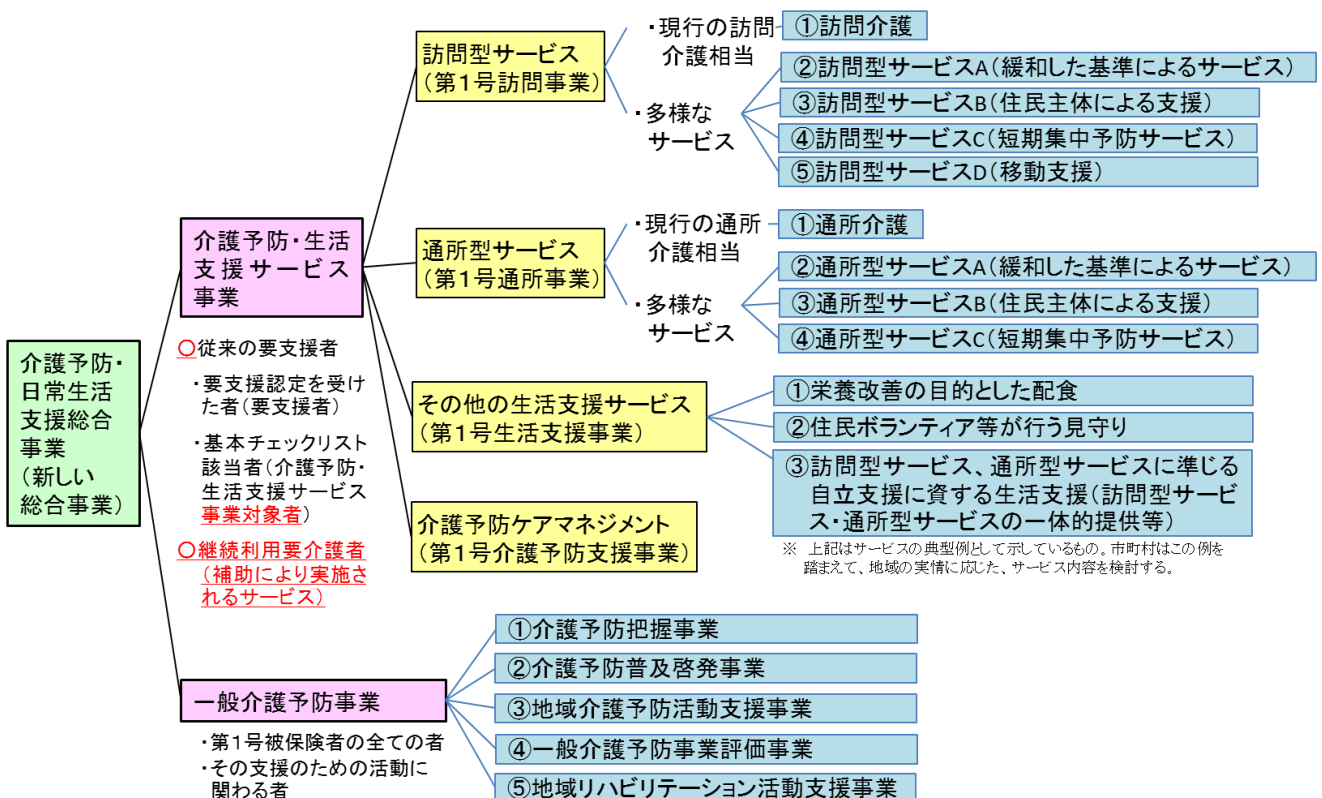 介護予防・
日常生活
支援総合
事業
(新しい
総合事業)
介護予防・生活
支援サービス
事業
〇従来の要支援者
・要支援認定を受け
た者(要支援者)
・基本チェックリスト
該当者(介護予防・
生活支援サービス
事業対象者)
〇継続利用要介護者
(補助により実施さ
れるサービス)
訪問型サービス
(第1号訪問事業)
・現行の訪問
介護相当
①訪問介護
・多様な
サービス
②訪問型サービスA(緩和した基準によるサービス)
③訪問型サービスB(住民主体による支援)
④訪問型サービスC(短期集中予防サービス)
⑤訪問型サービスD(移動支援)
通所型サービス
(第1号通所事業)
・現行の通所
介護相当
①通所介護
・多様な
サービス
②通所型サービスA(緩和した基準によるサービス)
③通所型サービスB(住民主体による支援)
④通所型サービスC(短期集中予防サービス)
その他の生活支援サービス
(第1号生活支援事業)
①栄養改善の目的とした配食
②住民ボランティア等が行う見守り
③訪問型サービス、通所型サービスに準じる
自立支援に資する生活支援(訪問型サービ
ス・通所型サービスの一体的提供等)
※ 上記はサービスの典型例として示しているもの。市町村はこの例を
踏まえて、地域の実情に応じた、サービス内容を検討する。
介護予防ケアマネジメント
(第1号介護予防支援事業)
一般介護予防事業
・第1号被保険者の全ての者
・その支援のための活動に
関わる者
①介護予防把握事業
②介護予防普及啓発事業
③地域介護予防活動支援事業
④一般介護予防事業評価事業
⑤地域リハビリテーション活動支援事業